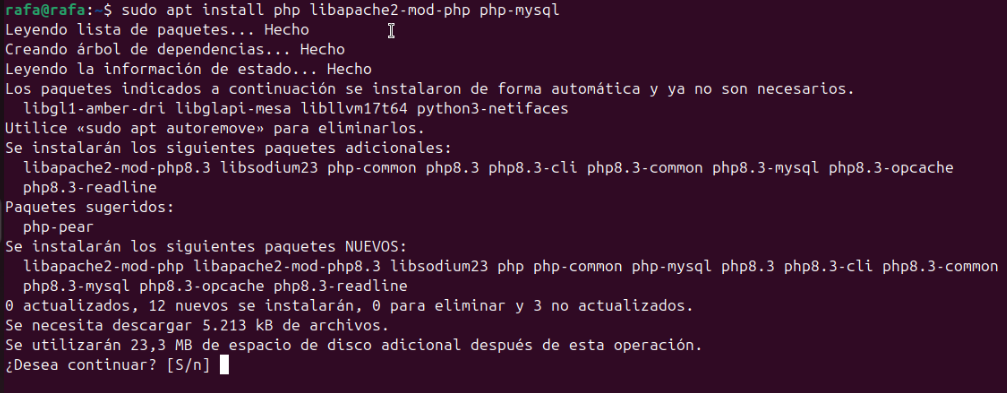 rafa@rafa:~$ sudo apt install php libapache2-mod-php php-mysql
Leyendo lista de paquetes... Hecho
Creando árbol de dependencias... Hecho
Leyendo la información de estado... Hecho
Los paquetes indicados a continuación se instalaron de forma automática y ya no son necesarios.
  libgl1-amber-dri libglapi-mesa libllvm17t64 python3-netifaces
Utilice «sudo apt autoremove» para eliminarlos.
Se instalarán los siguientes paquetes adicionales:
  libapache2-mod-php8.3 libsodium23 php-common php8.3 php8.3-cli php8.3-common php8.3-mysql php8.3-opcache
  php8.3-readline
Paquetes sugeridos:
  php-pear
Se instalarán los siguientes paquetes NUEVOS:
  libapache2-mod-php libapache2-mod-php8.3 libsodium23 php php-common php-mysql php8.3 php8.3-cli php8.3-common
  php8.3-mysql php8.3-opcache php8.3-readline
0 actualizados, 12 nuevos se instalarán, 0 para eliminar y 3 no actualizados.
Se necesita descargar 5.213 kB de archivos.
Se utilizarán 23,3 MB de espacio de disco adicional después de esta operación.
¿Desea continuar? [S/n]